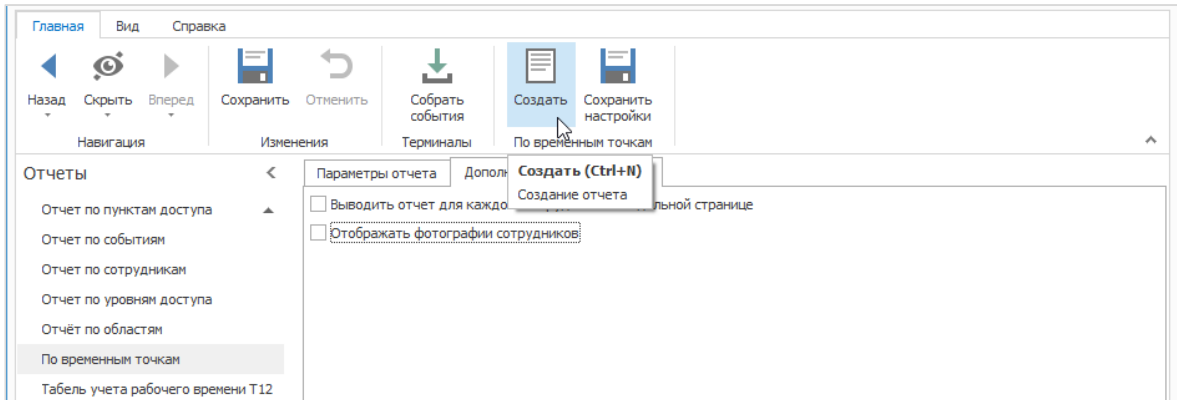 Главная Вид Справка
Назад Скрыть Вперед Сохранить Отменить Собрать события Создать Сохранить настройки
Навигация Изменения Терминалы По временным точкам
Отчеты
Отчет по пунктам доступа
Отчет по событиям
Отчет по сотрудникам
Отчет по уровням доступа
Отчёт по областям
По временным точкам
Табель учета рабочего времени Т12
Параметры отчета
Создать (Ctrl+N)
Создание отчета
Выводить отчет для странице
Отображать фотографии сотрудников